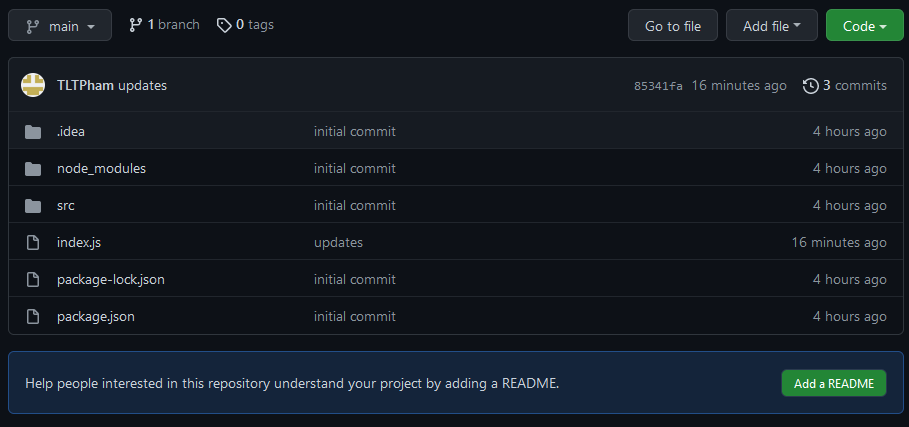 main 1 branch 0 tags Go to file Add file Code
TLTPham updates 85341fa 16 minutes ago 3 commits
.idea initial commit 4 hours ago
node_modules initial commit 4 hours ago
src initial commit 4 hours ago
index.js updates 16 minutes ago
package-lock.json initial commit 4 hours ago
package.json initial commit 4 hours ago
Help people interested in this repository understand your project by adding a README. Add a README